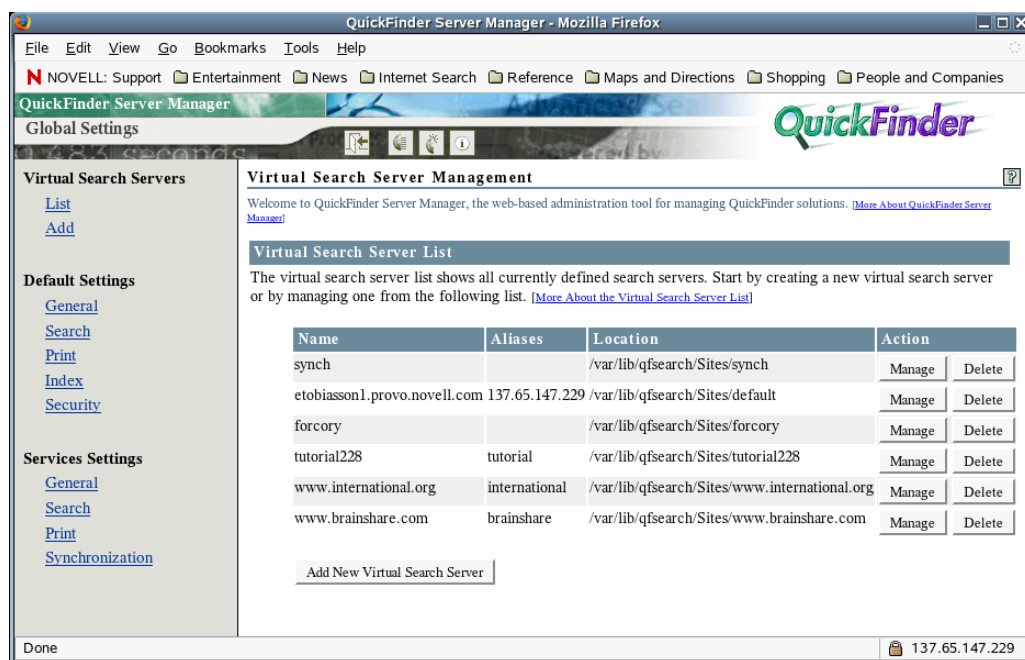 QuickFinder Server Manager - Mozilla Firefox
File Edit View Go Bookmarks Tools Help
NOVELL: Support Entertainment News Internet Search Reference Maps and Directions Shopping People and Companies
QuickFinder Server Manager
Advanced Sea
Global Settings
QuickFinder
0.483 seconds
powered by
Virtual Search Servers
List
Add
Default Settings
General
Search
Print
Index
Security
Services Settings
General
Search
Print
Synchronization
Virtual Search Server Management ?
Welcome to QuickFinder Server Manager, the web-based administration tool for managing QuickFinder solutions. [More About QuickFinder Server
Manager]
Virtual Search Server List
The virtual search server list shows all currently defined search servers. Start by creating a new virtual search server
or by managing one from the following list. [More About the Virtual Search Server List]
Name Aliases Location Action
synch /var/lib/qfsearch/Sites/synch Manage Delete
etobiasson1.provo.novell.com 137.65.147.229 /var/lib/qfsearch/Sites/default Manage Delete
forcory /var/lib/qfsearch/Sites/forcory Manage Delete
tutorial228 tutorial /var/lib/qfsearch/Sites/tutorial228 Manage Delete
www.international.org international /var/lib/qfsearch/Sites/www.international.org Manage Delete
www.brainshare.com brainshare /var/lib/qfsearch/Sites/www.brainshare.com Manage Delete
Add New Virtual Search Server
Done 137.65.147.229